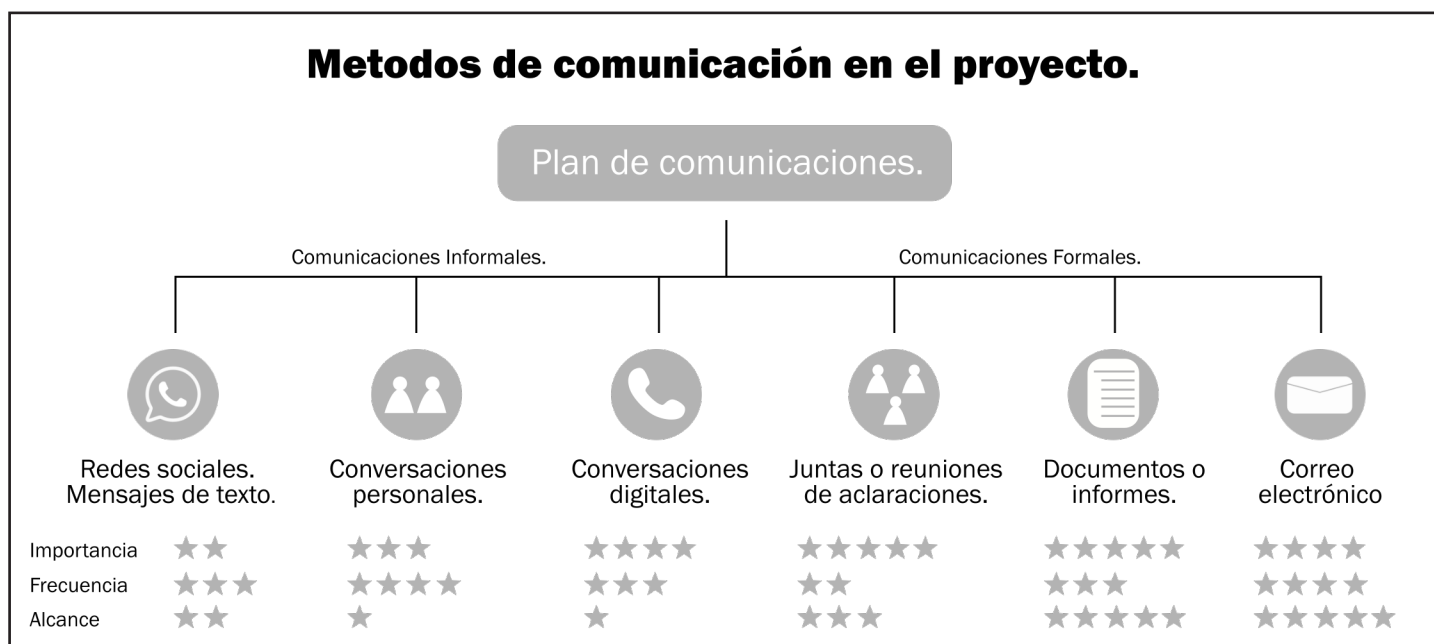 Metodos de comunicación en el proyecto.
Plan de comunicaciones.
Comunicaciones Informales.
Comunicaciones Formales.
Redes sociales.
Mensajes de texto.
Conversaciones
personales.
Conversaciones
digitales.
Juntas o reuniones
de aclaraciones.
Documentos o
informes.
Correo
electrónico
Importancia
Frecuencia
Alcance